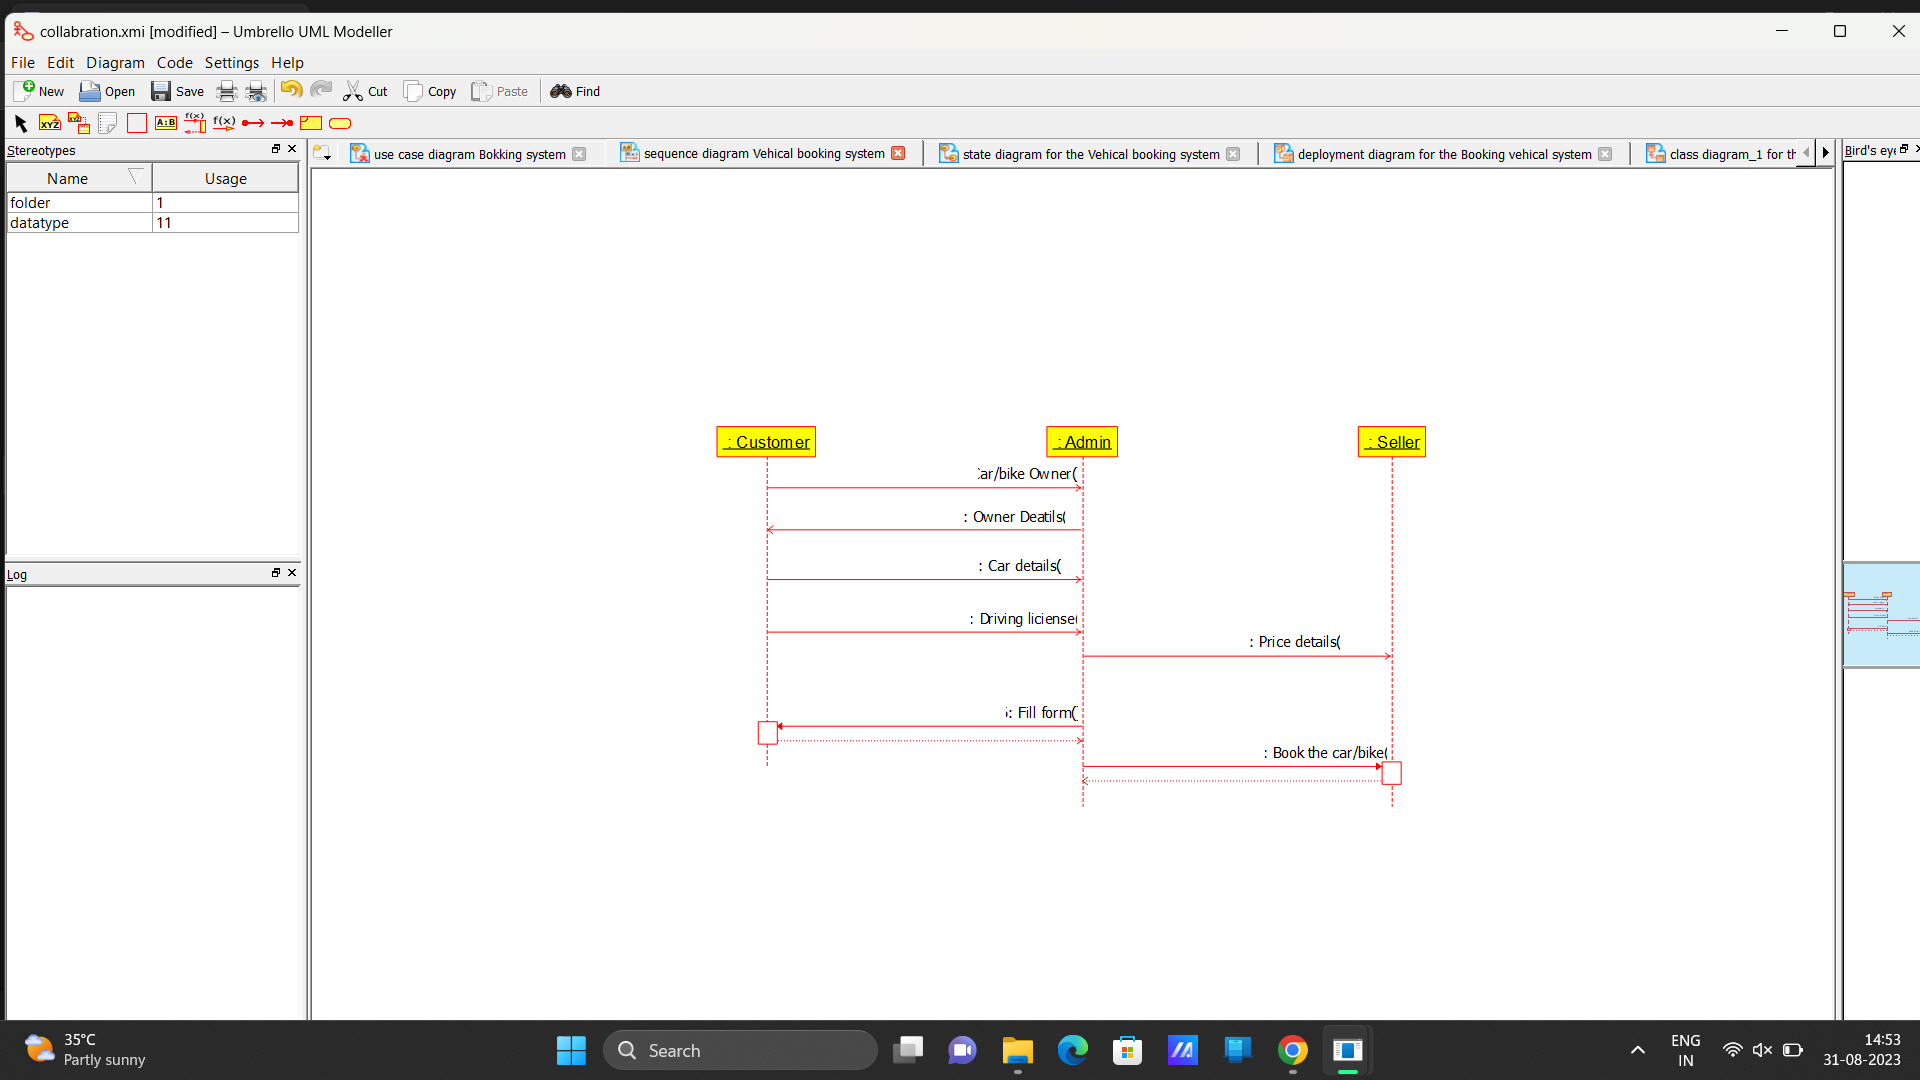 collabration.xmi [modified] – Umbrello UML Modeller
File Edit Diagram Code Settings Help
New Open Save Cut Copy Paste Find
XYZ XYZ A:B f(x) f(x)
Stereotypes
Name Usage
folder 1
datatype 11
Log
use case diagram Bokking system
sequence diagram Vehical booking system
state diagram for the Vehical booking system
deployment diagram for the Booking vehical system
class diagram_1 for th
Bird's eye
: Customer
: Admin
: Seller
Car/bike Owner(
: Owner Deatils(
: Car details(
: Driving liciense(
: Price details(
: Fill form(
: Book the car/bike(
35°C
Partly sunny
Search
ENG
IN
14:53
31-08-2023